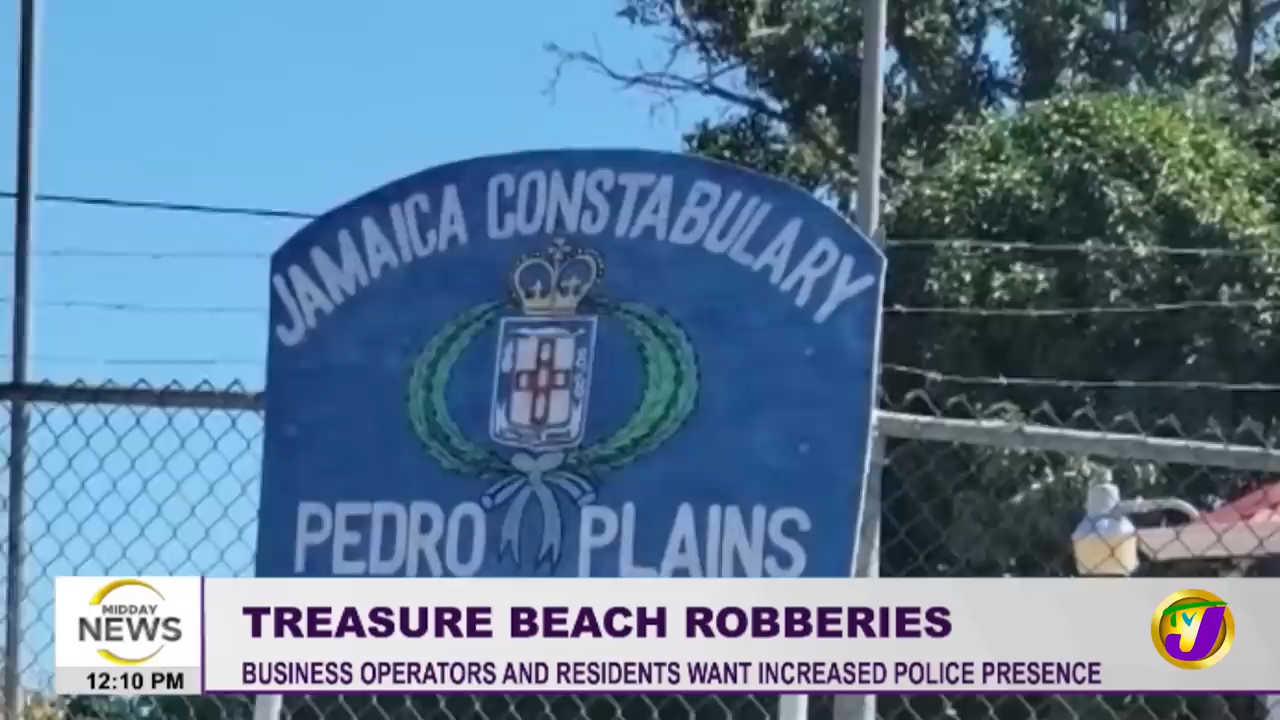 JAMAICA CONSTABULARY
PEDRO PLAINS
MIDDAY
NEWS
12:10 PM
TREASURE BEACH ROBBERIES
BUSINESS OPERATORS AND RESIDENTS WANT INCREASED POLICE PRESENCE
TVJ